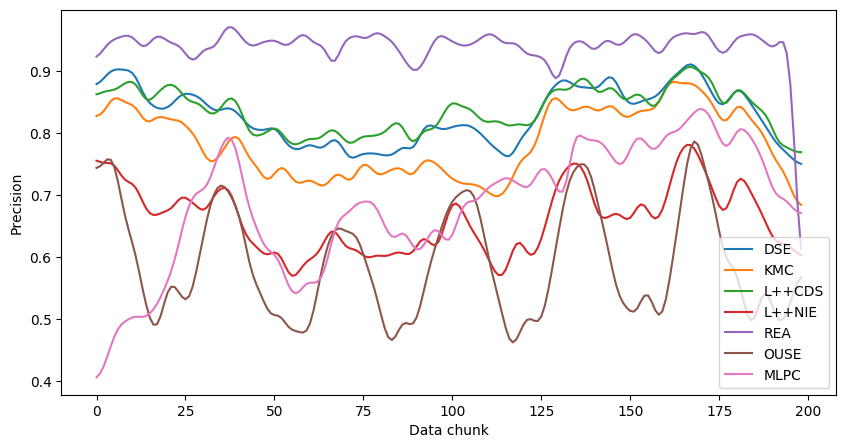 Precision
0.9
0.8
0.7
0.6
0.5
0.4
0
25
50
75
100
125
150
175
200
Data chunk
DSE
KMC
L++CDS
L++NIE
REA
OUSE
MLPC